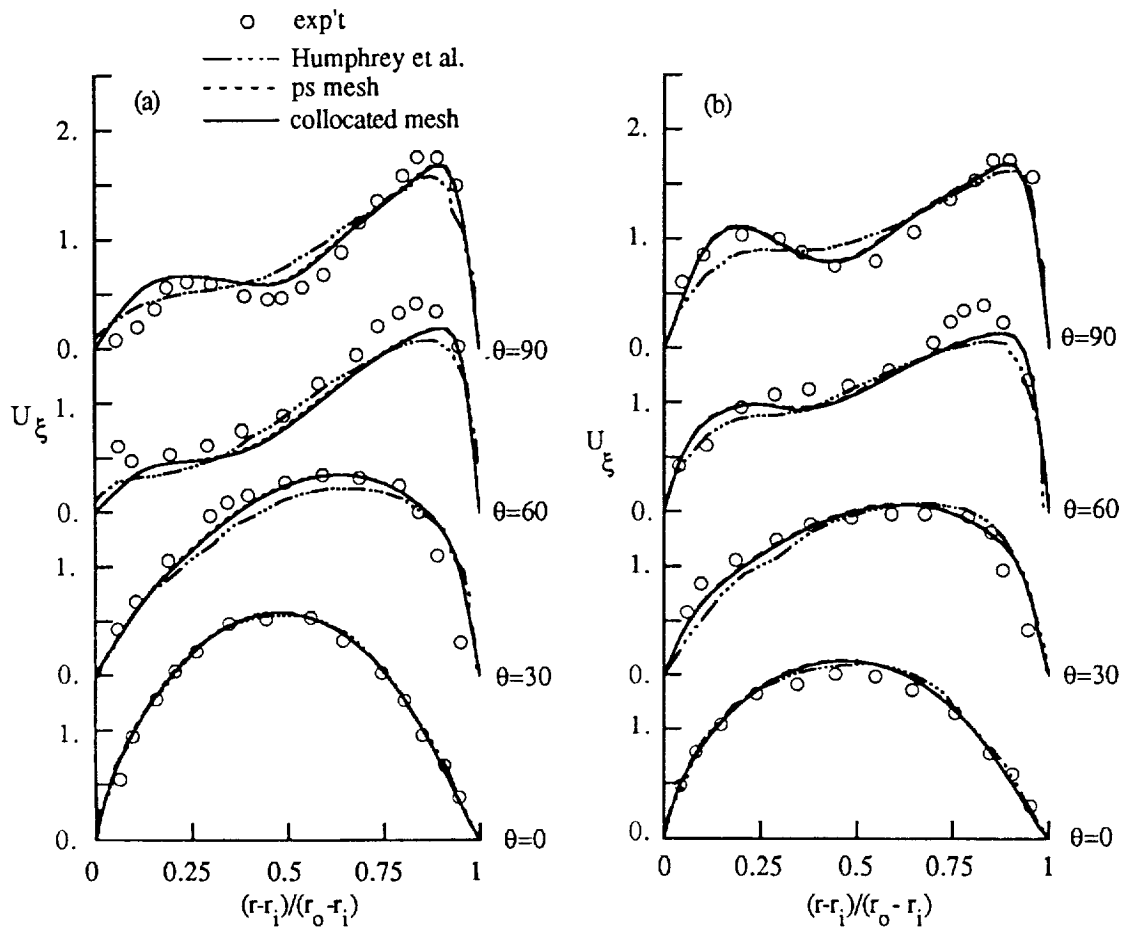 exp't
Humphrey et al.
ps mesh
collocated mesh
(a)
2.
1.
0.
θ=90
1.
U ξ
0.
θ=60
1.
0.
θ=30
1.
0.
θ=0
0 0.25 0.5 0.75 1
(r-r_i)/(r_o-r_i)
(b)
2.
1.
0.
θ=90
1.
U ξ
0.
θ=60
1.
0.
θ=30
1.
0.
θ=0
0 0.25 0.5 0.75 1
(r-r_i)/(r_o - r_i)